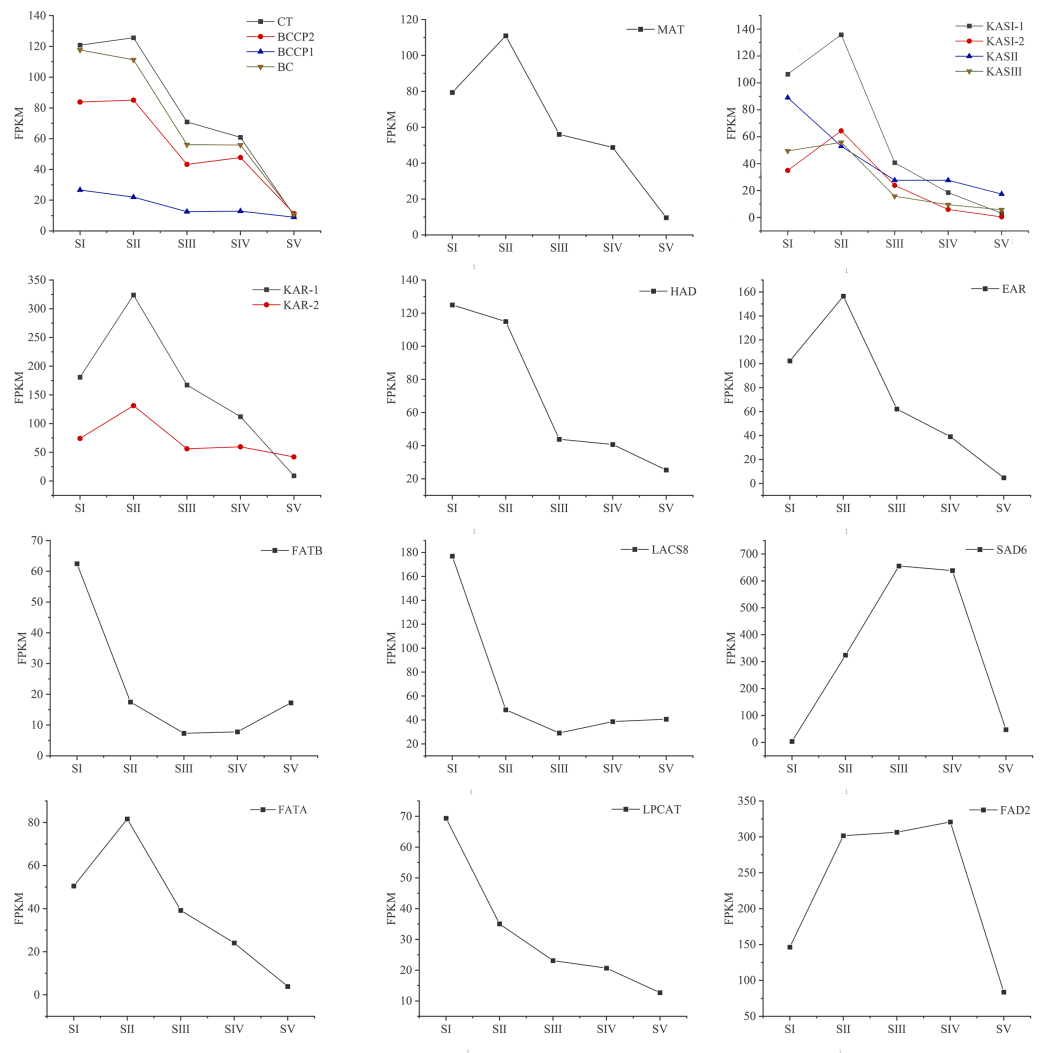 CT
BCCP2
BCCP1
BC
FPKM
140
120
100
80
60
40
20
0
SI SII SIII SIV SV
MAT
FPKM
120
100
80
60
40
20
0
SI SII SIII SIV SV
KASI-1
KASI-2
KASII
KASIII
FPKM
140
120
100
80
60
40
20
0
SI SII SIII SIV SV
KAR-1
KAR-2
FPKM
350
300
250
200
150
100
50
0
SI SII SIII SIV SV
HAD
FPKM
140
120
100
80
60
40
20
SI SII SIII SIV SV
EAR
FPKM
160
140
120
100
80
60
40
20
0
SI SII SIII SIV SV
FATB
FPKM
70
60
50
40
30
20
10
0
SI SII SIII SIV SV
LACS8
FPKM
180
160
140
120
100
80
60
40
20
SI SII SIII SIV SV
SAD6
FPKM
700
600
500
400
300
200
100
0
SI SII SIII SIV SV
FATA
FPKM
80
60
40
20
0
SI SII SIII SIV SV
LPCAT
FPKM
70
60
50
40
30
20
10
SI SII SIII SIV SV
FAD2
FPKM
350
300
250
200
150
100
50
SI SII SIII SIV SV